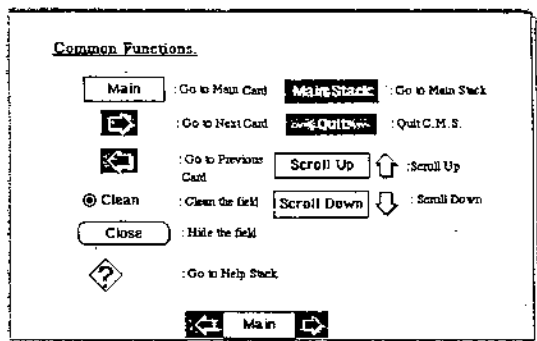 Common Functions.
Main : Go to Main Card Main Stack : Go to Main Stack
: Go to Next Card Quit : Quit C.M.S.
: Go to Previous Card Scroll Up : Scroll Up
Clean : Clean the field Scroll Down : Scroll Down
Close : Hide the field
? : Go to Help Stack
Main